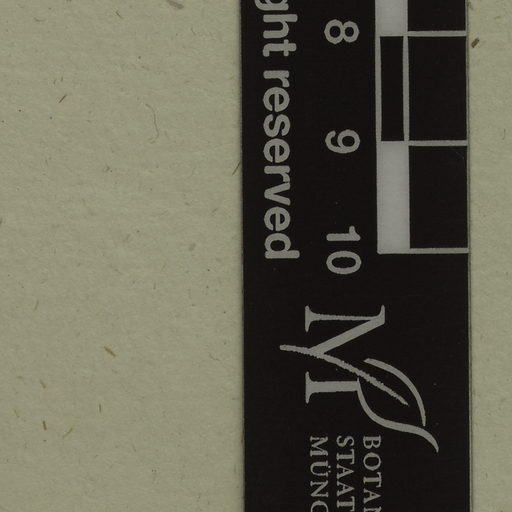 ght reserved
8 9 10
M
BOTAN
STAAT
MÜNC